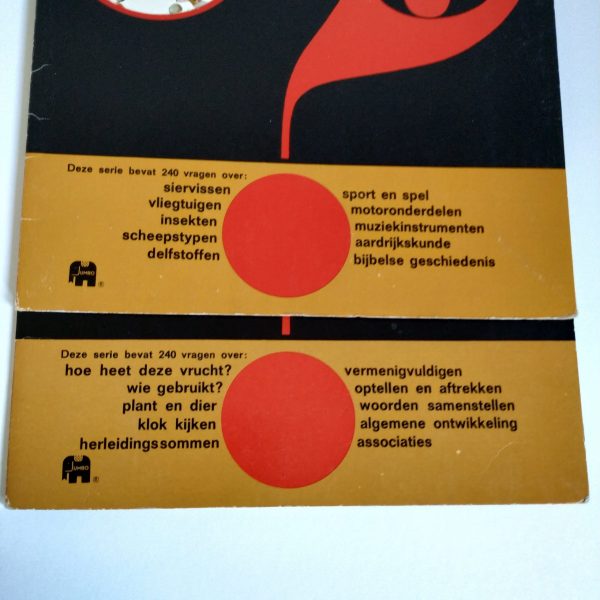 Deze serie bevat 240 vragen over:
siervissen
vliegtuigen
insekten
scheepstypen
delfstoffen
sport en spel
motoronderdelen
muziekinstrumenten
aardrijkskunde
bijbelse geschiedenis
JUMBO ®
Deze serie bevat 240 vragen over:
hoe heet deze vrucht?
wie gebruikt?
plant en dier
klok kijken
herleidingssommen
vermenigvuldigen
optellen en aftrekken
woorden samenstellen
algemene ontwikkeling
associaties
JUMBO ®